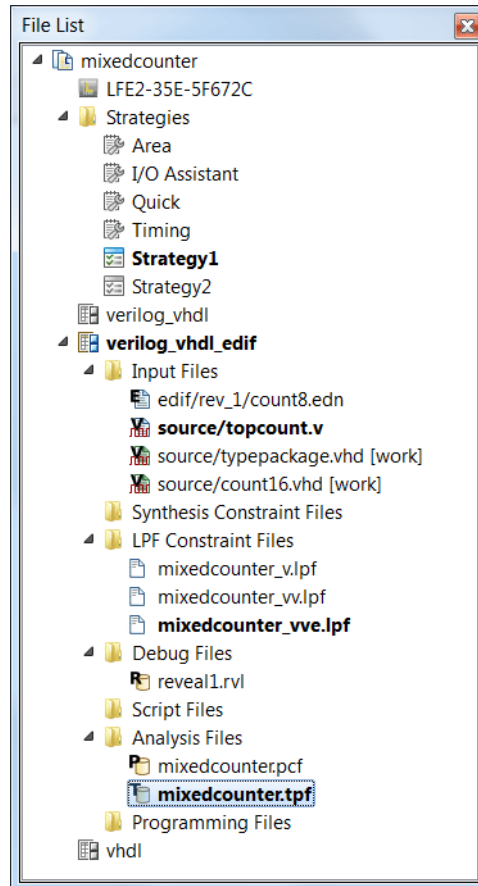 File List
mixedcounter
LFE2-35E-5F672C
Strategies
Area
I/O Assistant
Quick
Timing
Strategy1
Strategy2
verilog_vhdl
verilog_vhdl_edif
Input Files
edif/rev_1/count8.edn
source/topcount.v
source/typepackage.vhd [work]
source/count16.vhd [work]
Synthesis Constraint Files
LPF Constraint Files
mixedcounter_v.lpf
mixedcounter_vv.lpf
mixedcounter_vve.lpf
Debug Files
reveal1.rvl
Script Files
Analysis Files
mixedcounter.pcf
mixedcounter.tpf
Programming Files
vhdl